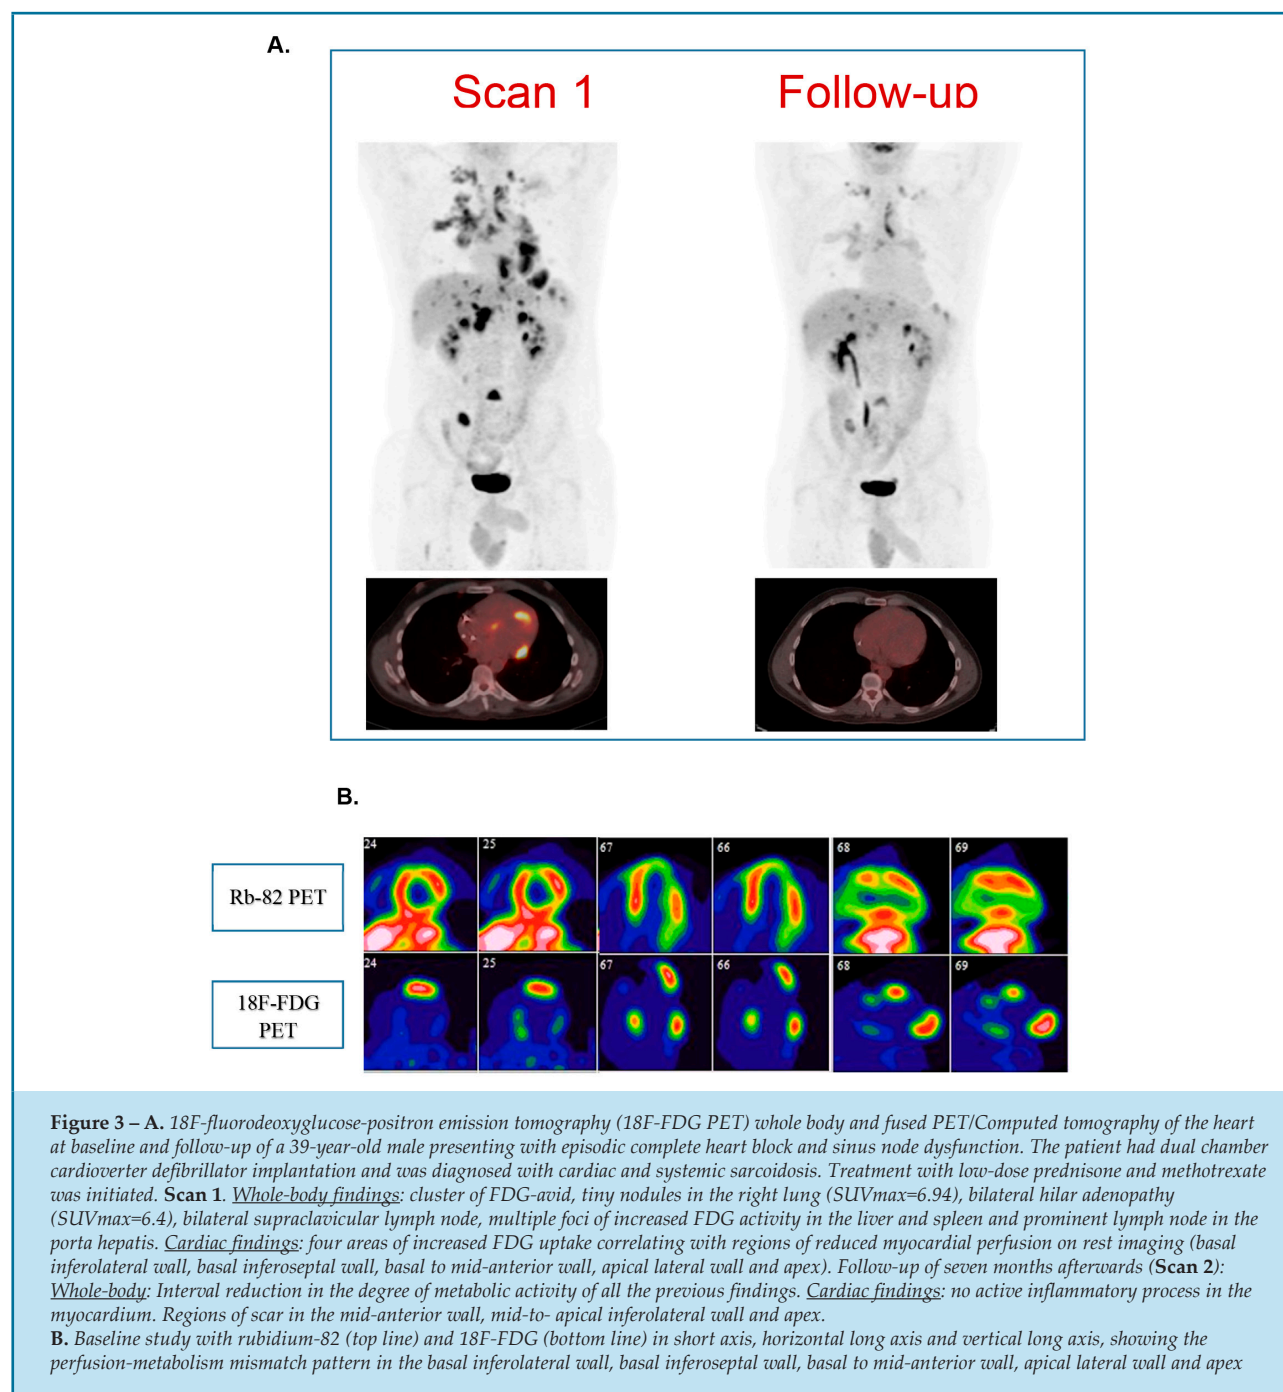 A.
Scan 1
Follow-up
B.
Rb-82 PET
24
25
67
66
68
69
18F-FDG
PET
24
25
67
66
68
69
Figure 3 – A. 18F-fluorodeoxyglucose-positron emission tomography (18F-FDG PET) whole body and fused PET/Computed tomography of the heart
at baseline and follow-up of a 39-year-old male presenting with episodic complete heart block and sinus node dysfunction. The patient had dual chamber
cardioverter defibrillator implantation and was diagnosed with cardiac and systemic sarcoidosis. Treatment with low-dose prednisone and methotrexate
was initiated. Scan 1. Whole-body findings: cluster of FDG-avid, tiny nodules in the right lung (SUVmax=6.94), bilateral hilar adenopathy
(SUVmax=6.4), bilateral supraclavicular lymph node, multiple foci of increased FDG activity in the liver and spleen and prominent lymph node in the
porta hepatis. Cardiac findings: four areas of increased FDG uptake correlating with regions of reduced myocardial perfusion on rest imaging (basal
inferolateral wall, basal inferoseptal wall, basal to mid-anterior wall, apical lateral wall and apex). Follow-up of seven months afterwards (Scan 2):
Whole-body: Interval reduction in the degree of metabolic activity of all the previous findings. Cardiac findings: no active inflammatory process in the
myocardium. Regions of scar in the mid-anterior wall, mid-to- apical inferolateral wall and apex.
B. Baseline study with rubidium-82 (top line) and 18F-FDG (bottom line) in short axis, horizontal long axis and vertical long axis, showing the
perfusion-metabolism mismatch pattern in the basal inferolateral wall, basal inferoseptal wall, basal to mid-anterior wall, apical lateral wall and apex